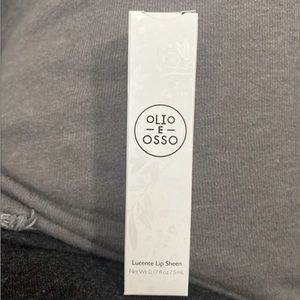 OLIO
E
OSSO
Lucente Lip Sheen
Net Wt 0.17 fl oz / 5 mL